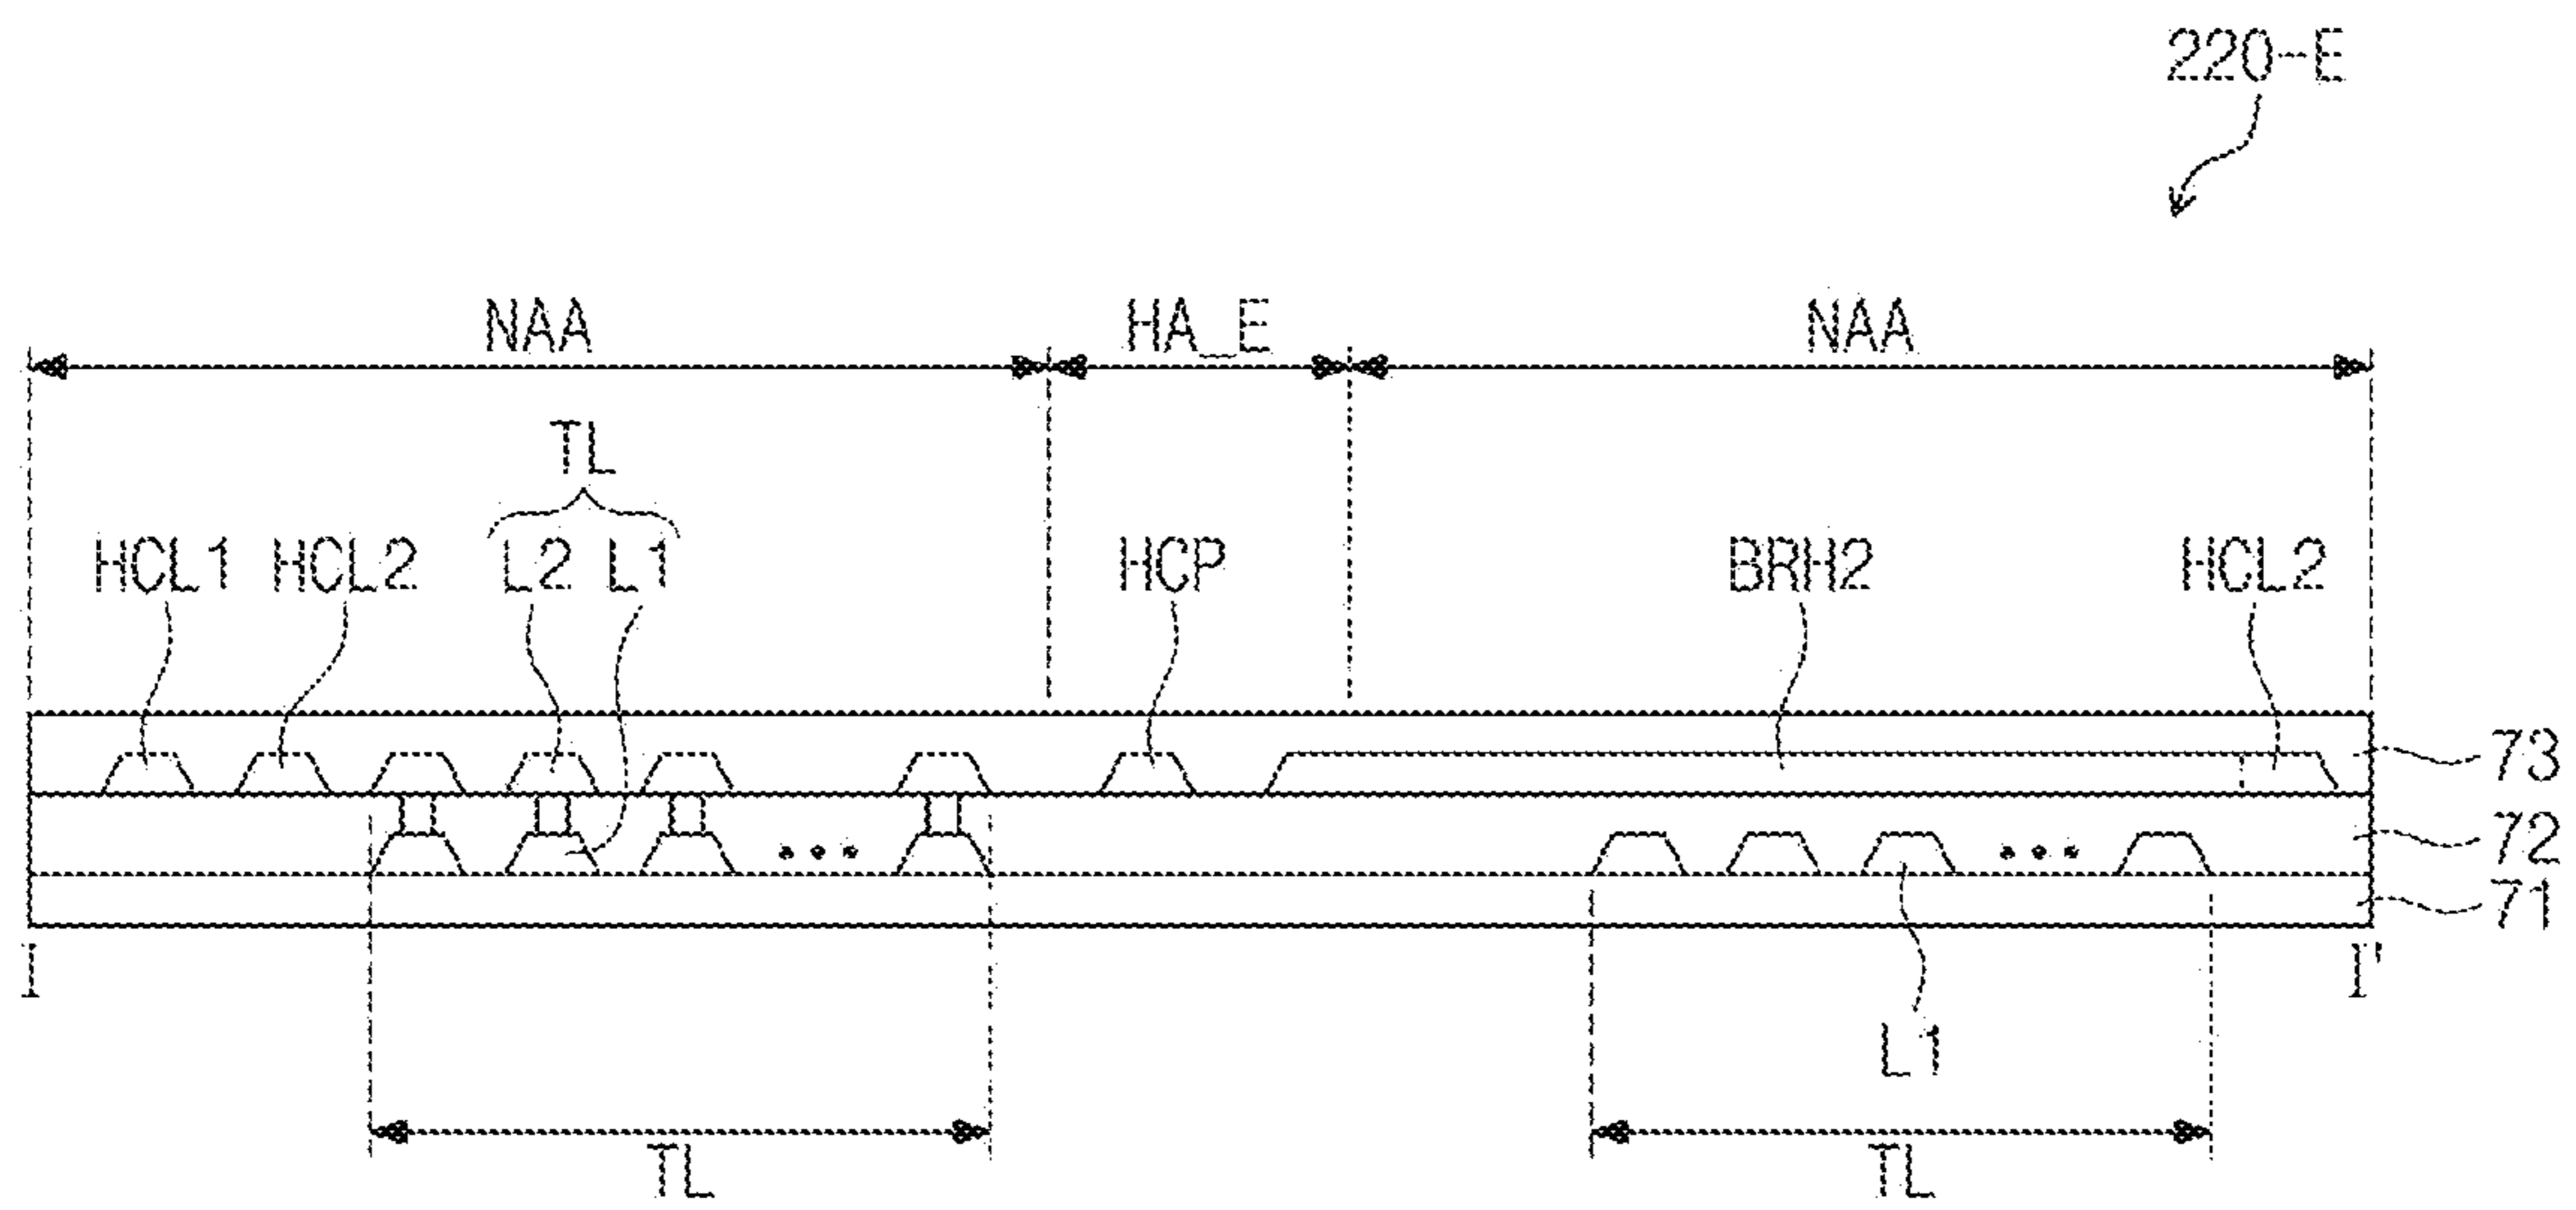 220-E
NAA HA_E NAA
TL
HCL1 HCL2 L2 L1 HCP BRH2 HCL2
73
72
71
I I'
L1
TL TL